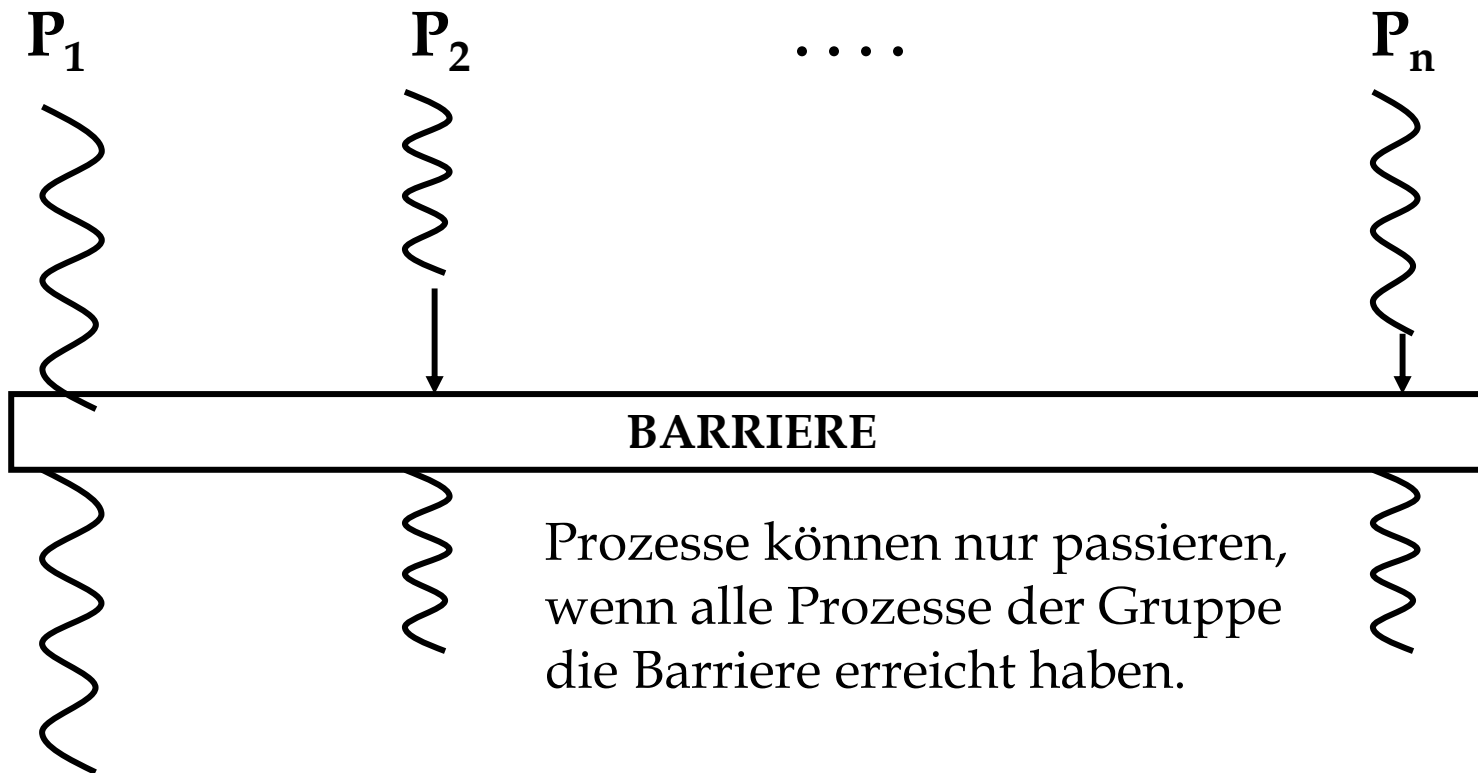 P₁ P₂ .... Pₙ
BARRIERE
Prozesse können nur passieren,
wenn alle Prozesse der Gruppe
die Barriere erreicht haben.